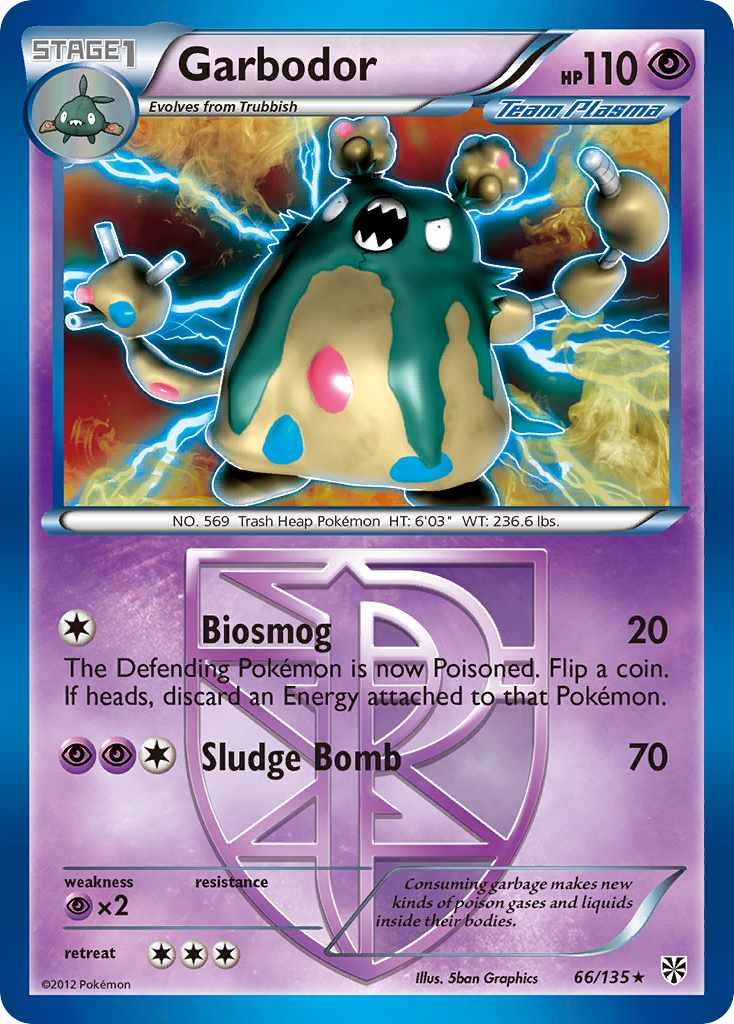 STAGE1
Garbodor
HP110
Evolves from Trubbish
Team Plasma
NO. 569 Trash Heap Pokémon HT: 6'03" WT: 236.6 lbs.
Biosmog 20
The Defending Pokémon is now Poisoned. Flip a coin.
If heads, discard an Energy attached to that Pokémon.
Sludge Bomb 70
weakness resistance
×2
Consuming garbage makes new
kinds of poison gases and liquids
inside their bodies.
retreat
©2012 Pokémon
Illus. 5ban Graphics
66/135★